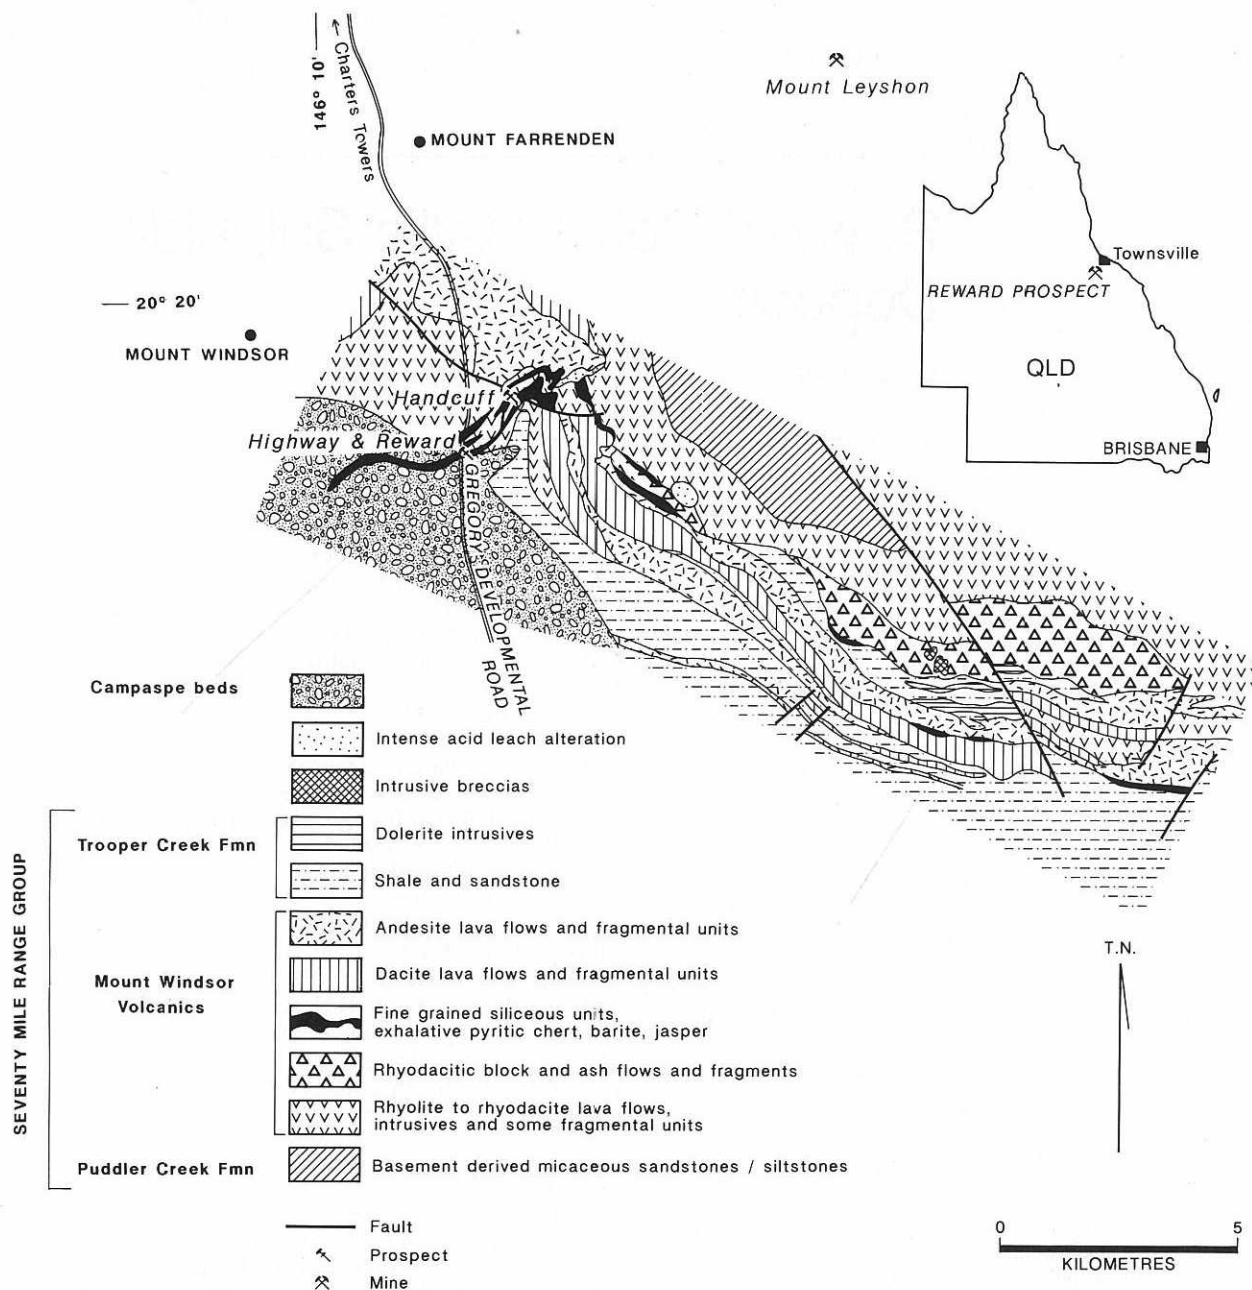 146° 10'
← Charters Towers
Mount Leyshon
MOUNT FARRENDEN
Townsville
REWARD PROSPECT
20° 20'
MOUNT WINDSOR
QLD
Handcuff
BRISBANE
Highway & Reward
GREGORY DEVELOPMENTAL
ROAD
Campaspe beds
Intense acid leach alteration
Intrusive breccias
SEVENTY MILE RANGE GROUP
Trooper Creek Fmn
Dolerite intrusives
Shale and sandstone
Mount Windsor
Volcanics
Andesite lava flows and fragmental units
Dacite lava flows and fragmental units
Fine grained siliceous units,
exhalative pyritic chert, barite, jasper
Rhyodacitic block and ash flows and fragments
Rhyolite to rhyodacite lava flows,
intrusives and some fragmental units
Puddler Creek Fmn
Basement derived micaceous sandstones / siltstones
Fault
Prospect
Mine
T.N.
0 5
KILOMETRES